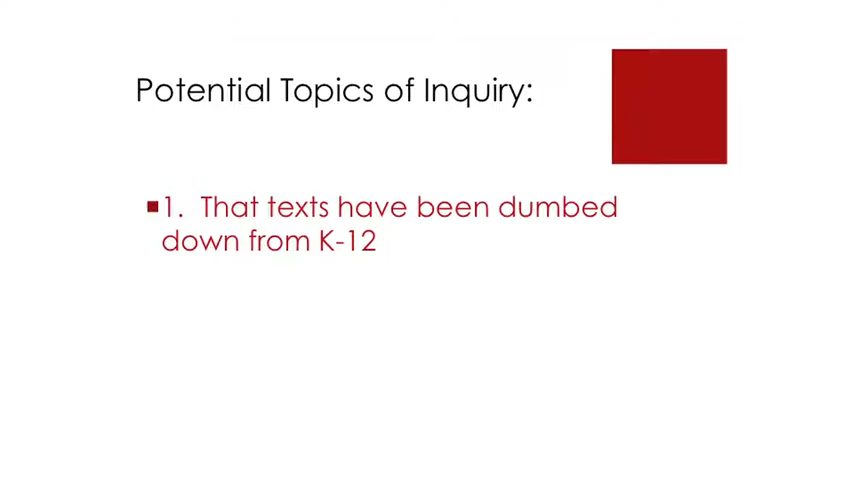 Potential Topics of Inquiry:
1. That texts have been dumbed
down from K-12